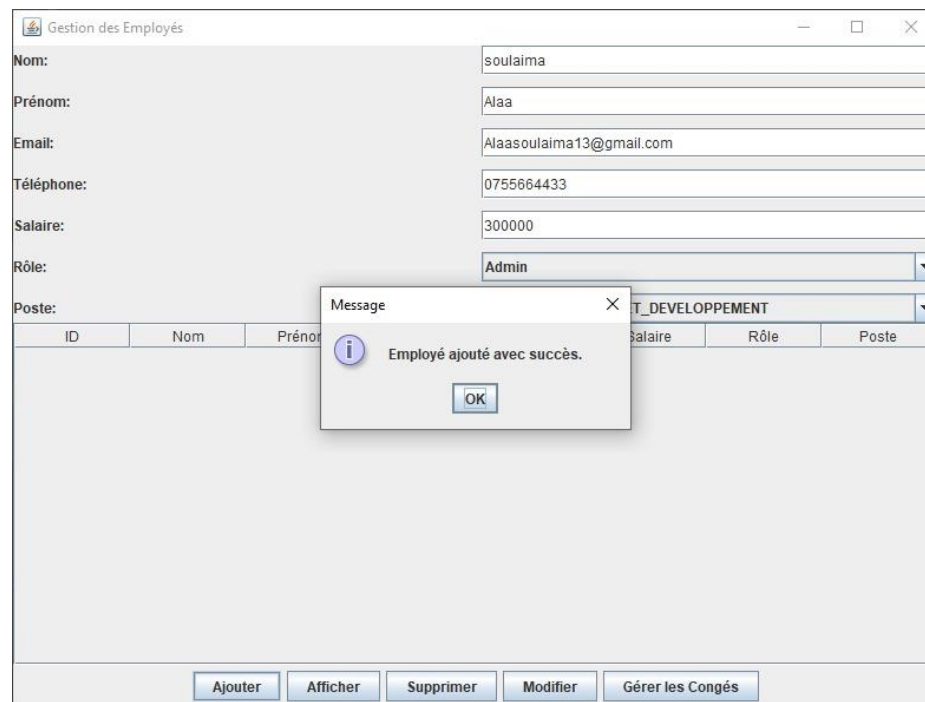 Gestion des Employés
Nom: soulaima
Prénom: Alaa
Email: Alaasoulaima13@gmail.com
Téléphone: 0755664433
Salaire: 300000
Rôle: Admin
Poste: T_DEVELOPPEMENT
Message
Employé ajouté avec succès.
OK
ID Nom Prénor Salaire Rôle Poste
Ajouter Afficher Supprimer Modifier Gérer les Congés